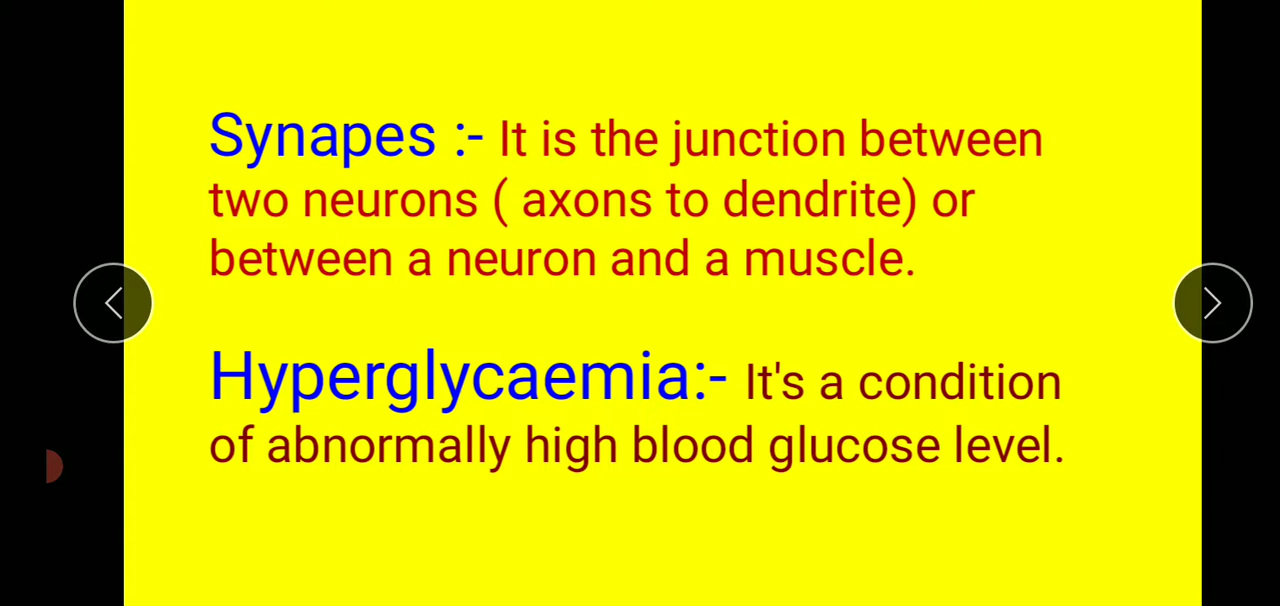 Synapes :- It is the junction between
two neurons ( axons to dendrite) or
between a neuron and a muscle.
Hyperglycaemia:- It's a condition
of abnormally high blood glucose level.